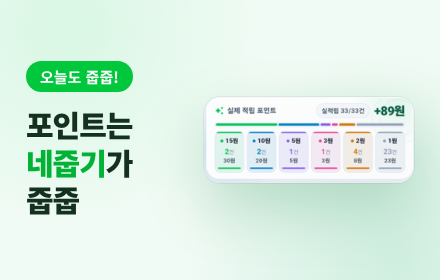 오늘도 줍줍!
포인트는
네줍기가
줍줍
실제 적립 포인트
실적립 33/33건
+89원
15원
10원
5원
3원
2원
1원
2건
2건
1건
1건
4건
23건
30원
20원
5원
3원
8원
23원